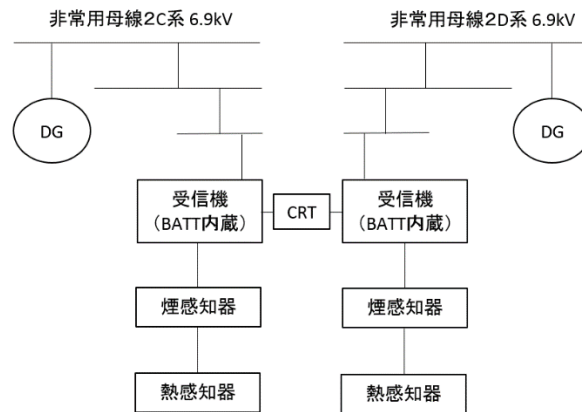 非常用母線2C系 6.9kV
非常用母線2D系 6.9kV
DG
DG
受信機
（BATT内蔵）
CRT
受信機
（BATT内蔵）
煙感知器
煙感知器
熱感知器
熱感知器